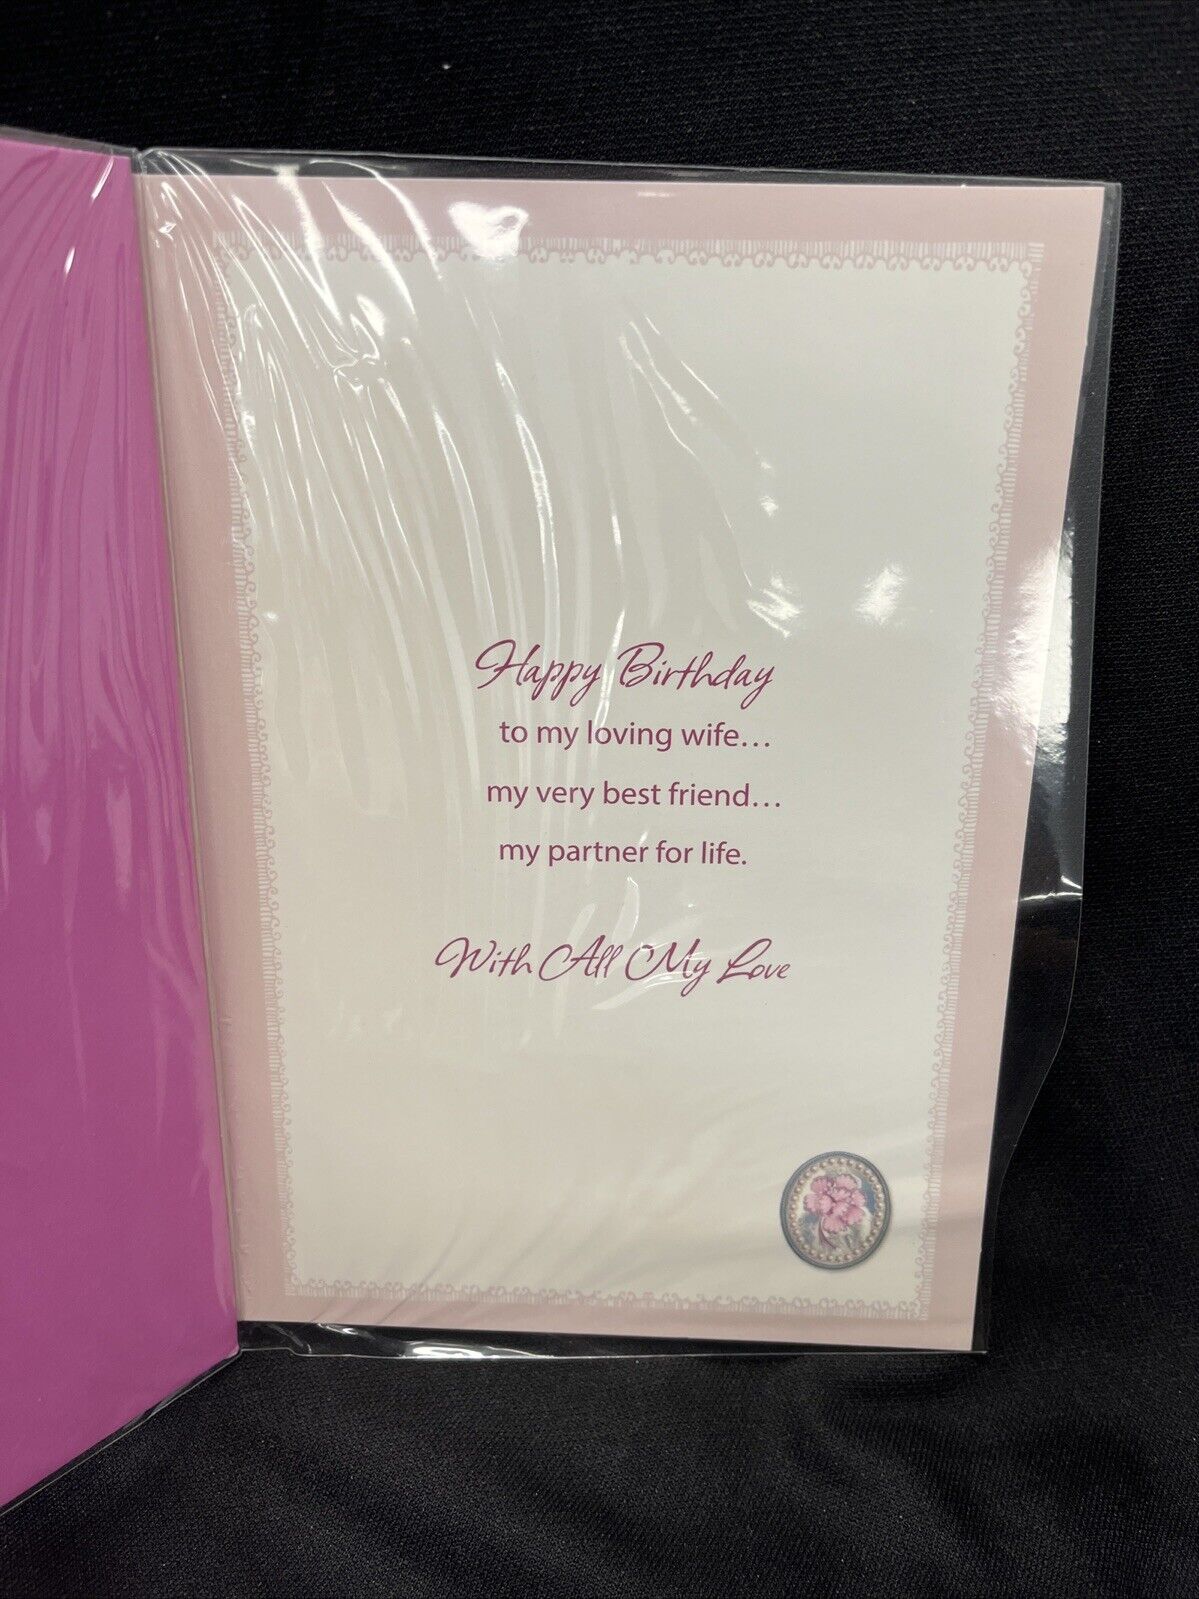 Happy Birthday
to my loving wife...
my very best friend...
my partner for life.
With All My Love